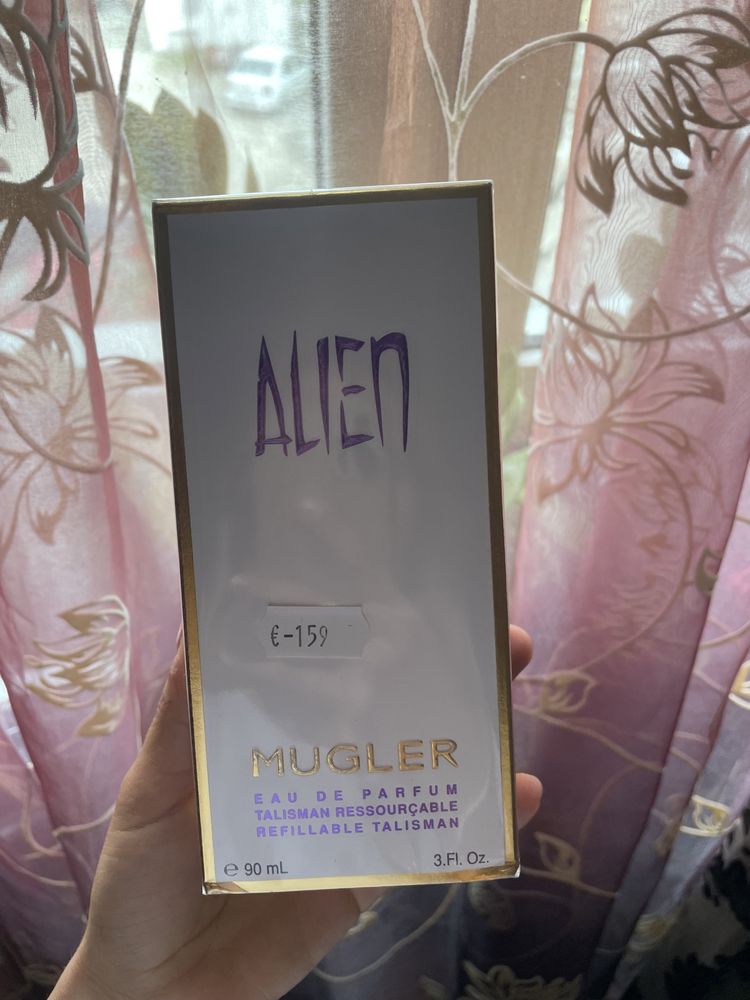 ALIEN
€-159
MUGLER
EAU DE PARFUM
TALISMAN RESSOURÇABLE
REFILLABLE TALISMAN
℮ 90 mL
3.Fl. Oz.